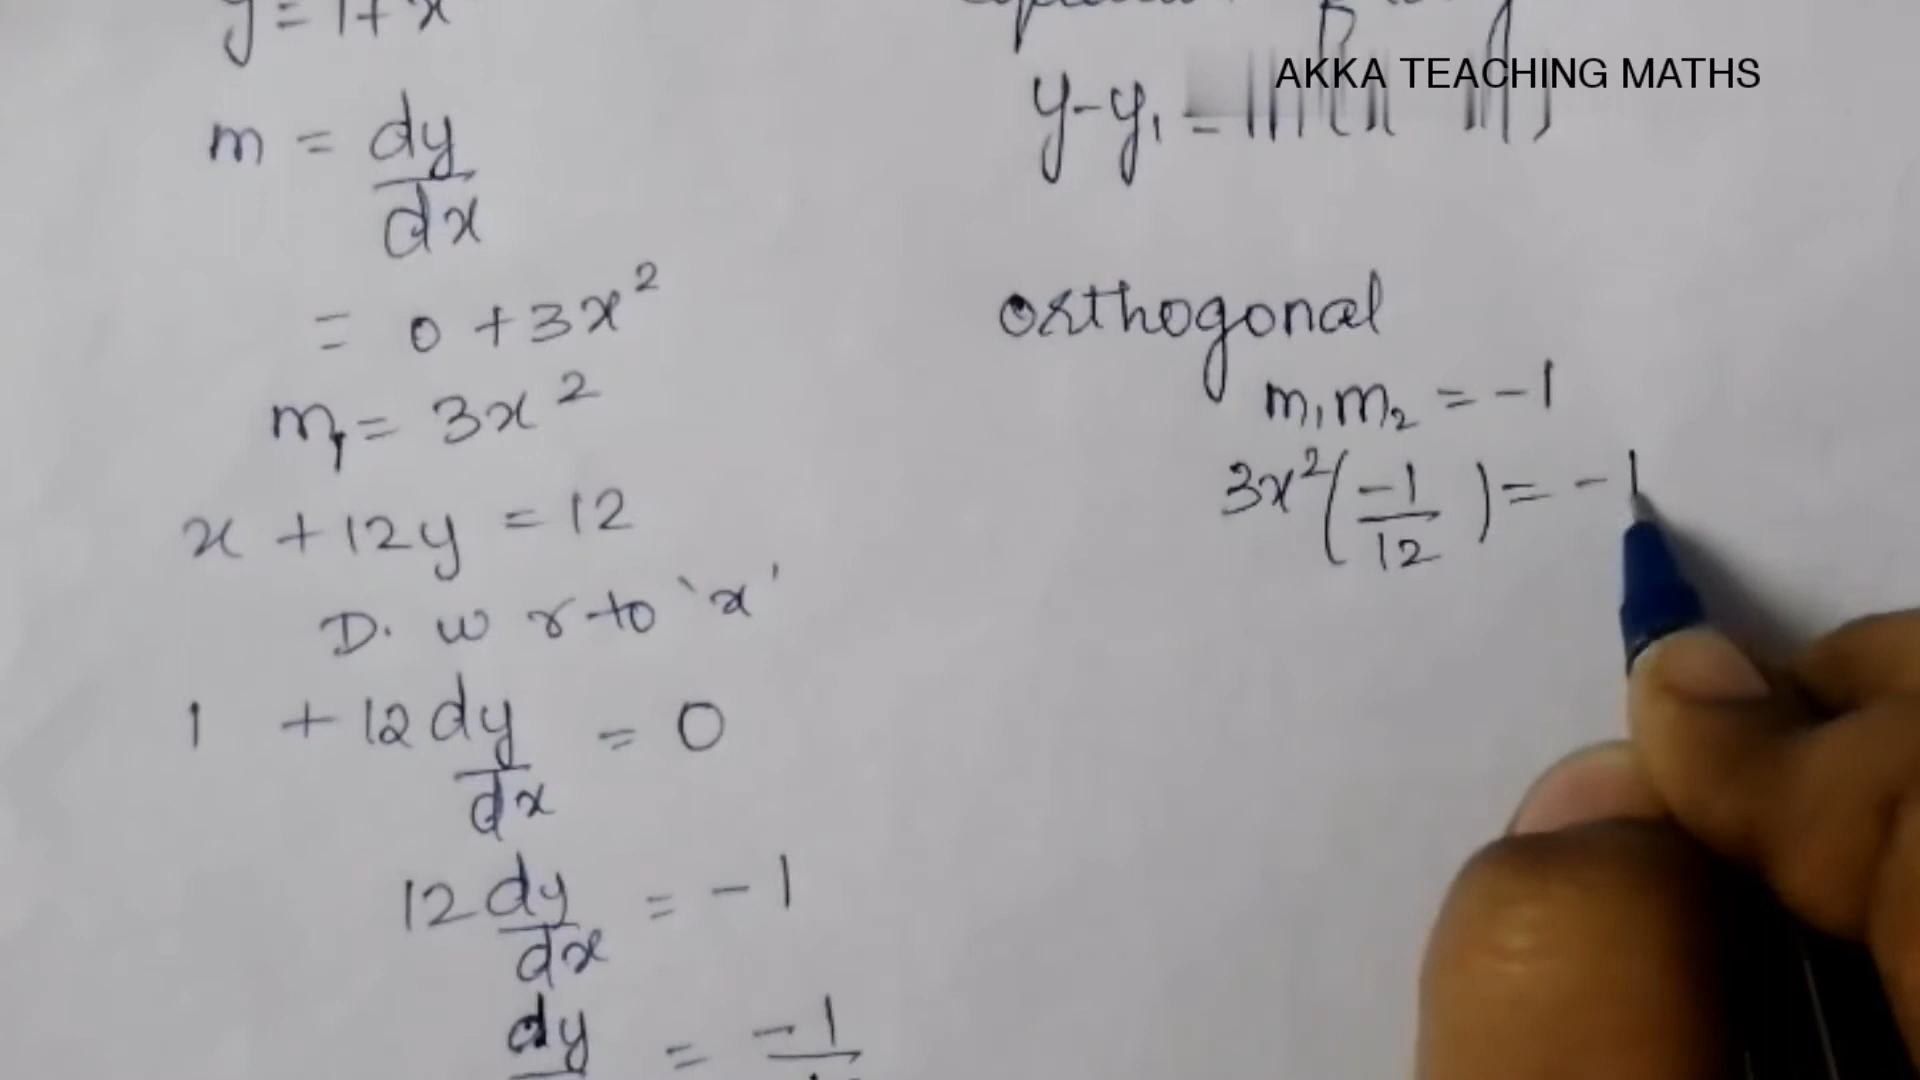 y = 1 + x
m = dy/dx
= 0 + 3x²
m₁ = 3x²
x + 12y = 12
D. w r to 'x'
1 + 12 dy/dx = 0
12 dy/dx = -1
dy = -1
AKKA TEACHING MATHS
y - y₁ =
orthogonal
m₁m₂ = -1
3x²(-1/12) = -1